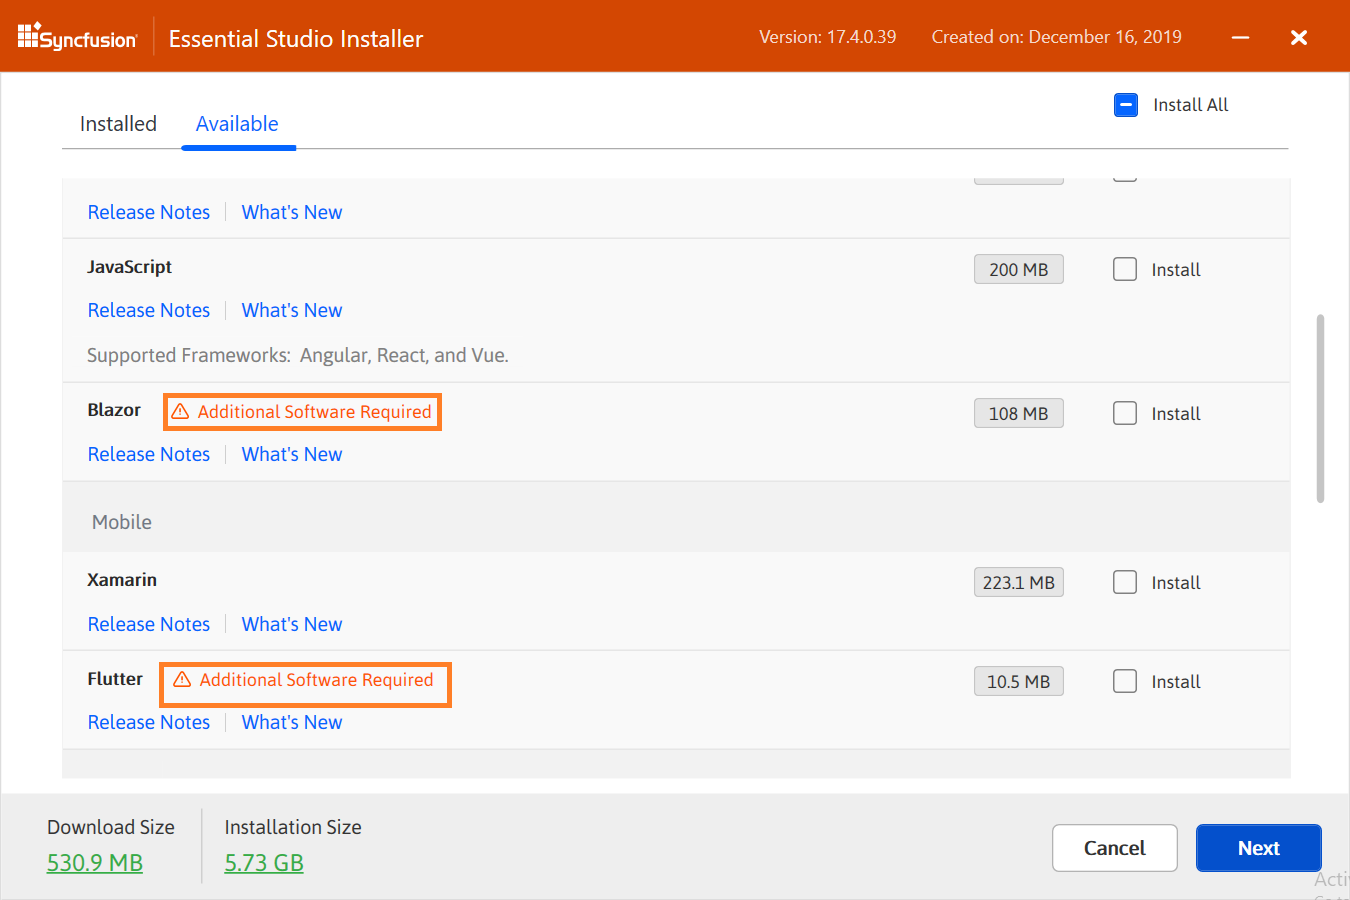 Syncfusion Essential Studio Installer Version: 17.4.0.39 Created on: December 16, 2019
Installed Available Install All
Release Notes What's New
JavaScript 200 MB Install
Release Notes What's New
Supported Frameworks: Angular, React, and Vue.
Blazor Additional Software Required 108 MB Install
Release Notes What's New
Mobile
Xamarin 223.1 MB Install
Release Notes What's New
Flutter Additional Software Required 10.5 MB Install
Release Notes What's New
Download Size Installation Size
530.9 MB 5.73 GB
Cancel Next